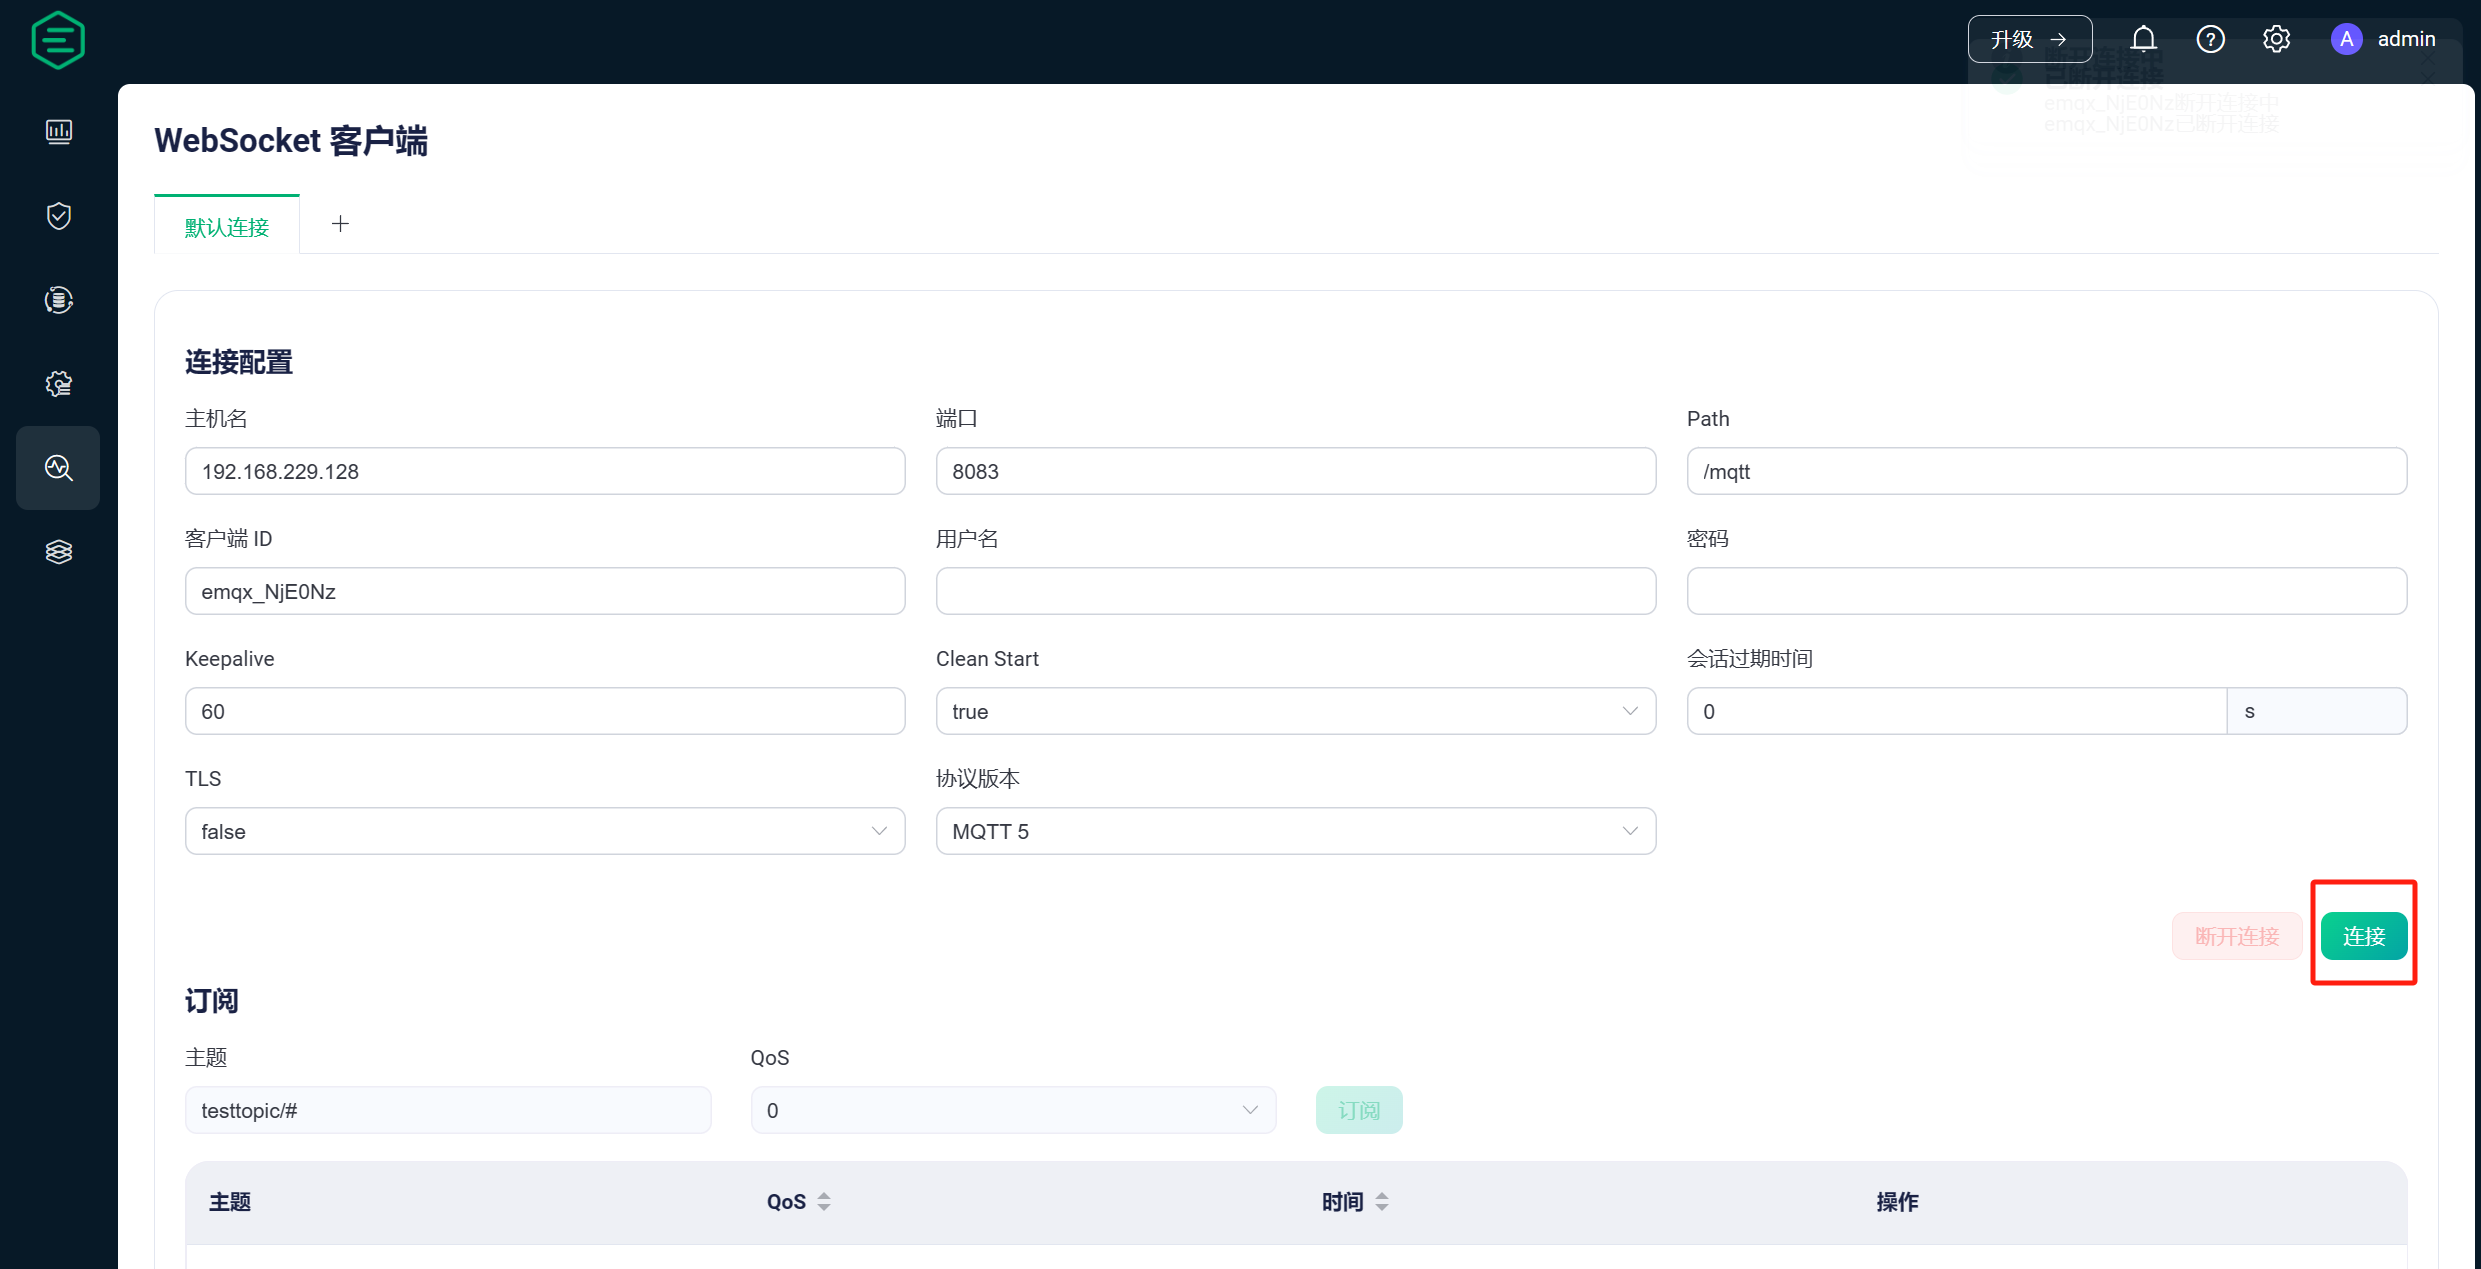 升级 →
A admin
断开连接中
已断开连接
emqx_NjE0Nz断开连接中
emqx_NjE0Nz已断开连接
WebSocket 客户端
默认连接
连接配置
主机名 端口 Path
192.168.229.128 8083 /mqtt
客户端 ID 用户名 密码
emqx_NjE0Nz
Keepalive Clean Start 会话过期时间
60 true 0 s
TLS 协议版本
false MQTT 5
断开连接 连接
订阅
主题 QoS
testtopic/# 0 订阅
主题 QoS 时间 操作